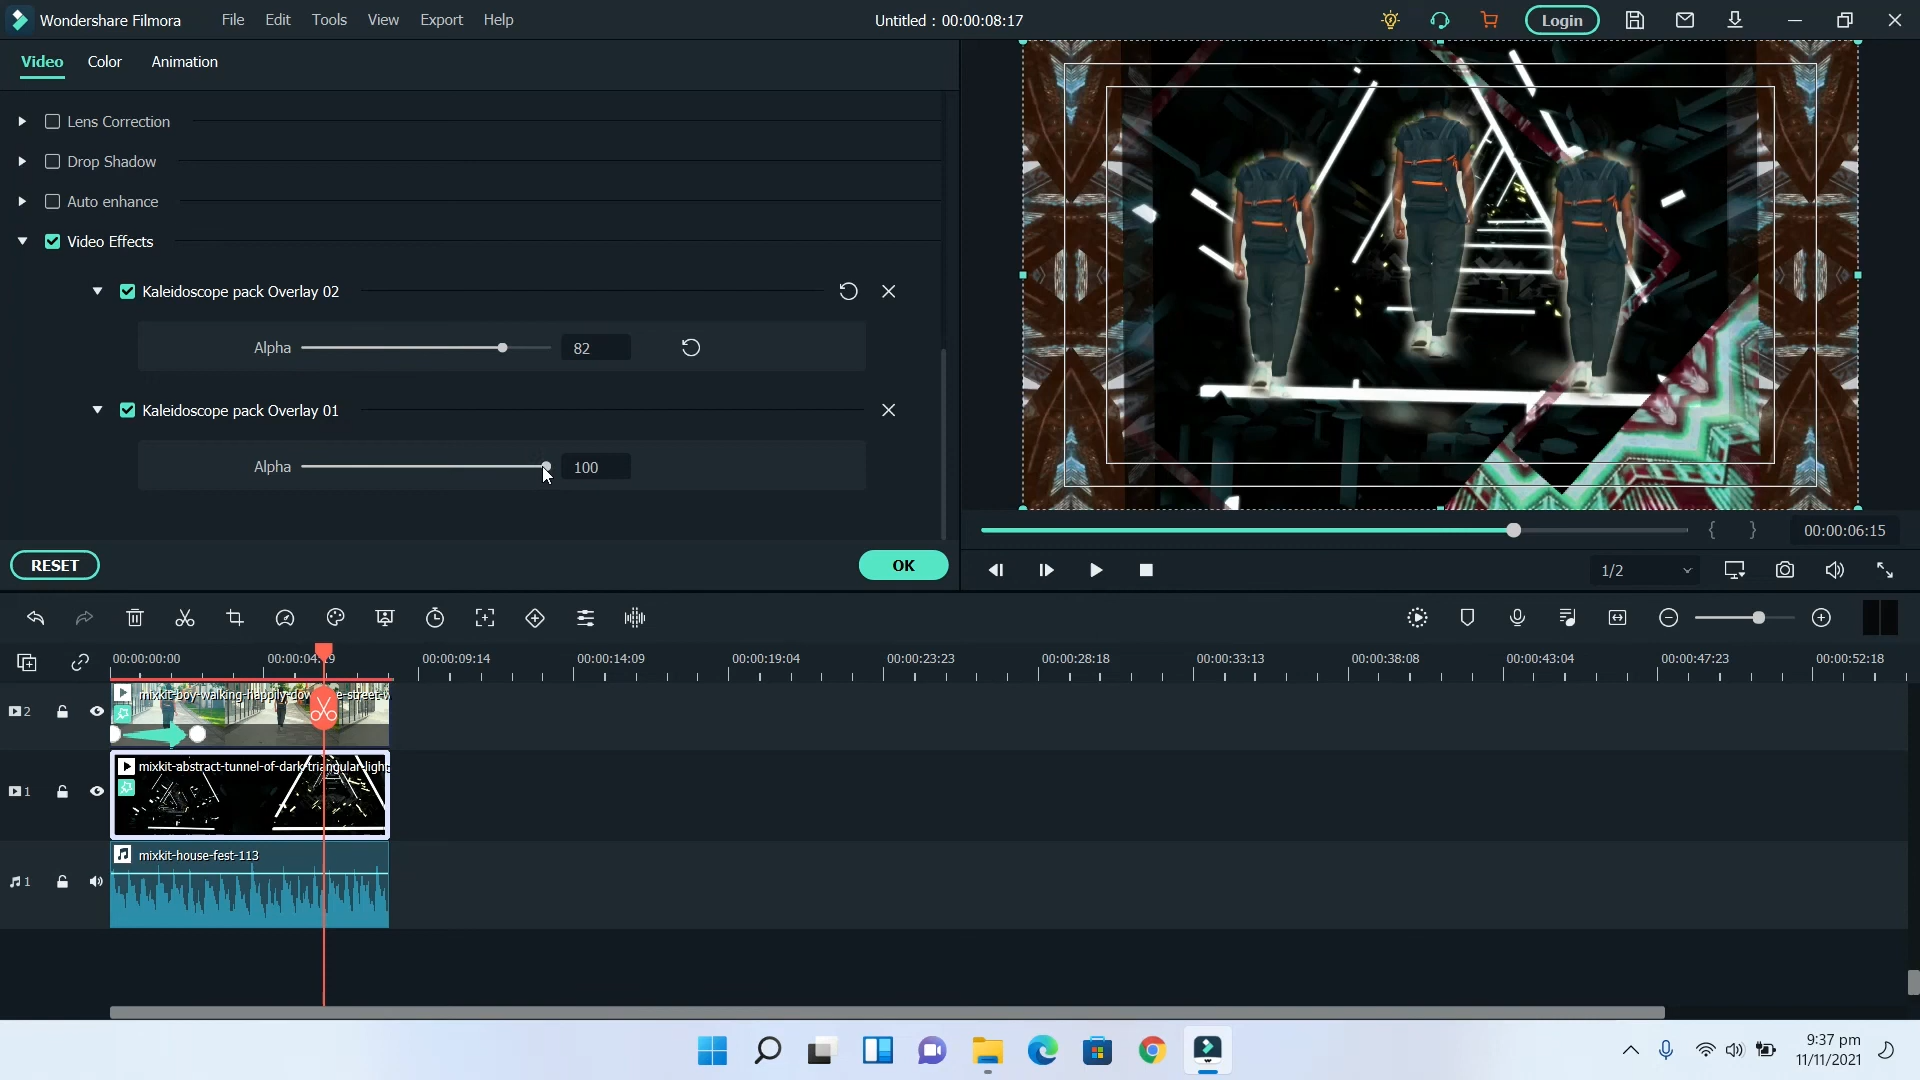 Wondershare Filmora File Edit Tools View Export Help Untitled : 00:00:08:17 Login
Video Color Animation
Lens Correction
Drop Shadow
Auto enhance
Video Effects
Kaleidoscope pack Overlay 02
Alpha 82
Kaleidoscope pack Overlay 01
Alpha 100
{ } 00:00:06:15
RESET OK 1/2
00:00:00:00 00:00:04:19 00:00:09:14 00:00:14:09 00:00:19:04 00:00:23:23 00:00:28:18 00:00:33:13 00:00:38:08 00:00:43:04 00:00:47:23 00:00:52:18
mixkit-boy-walking-happily-dow
2
mixkit-abstract-tunnel-of-dark-triangular-light
1
mixkit-house-fest-113
1
9:37 pm
11/11/2021